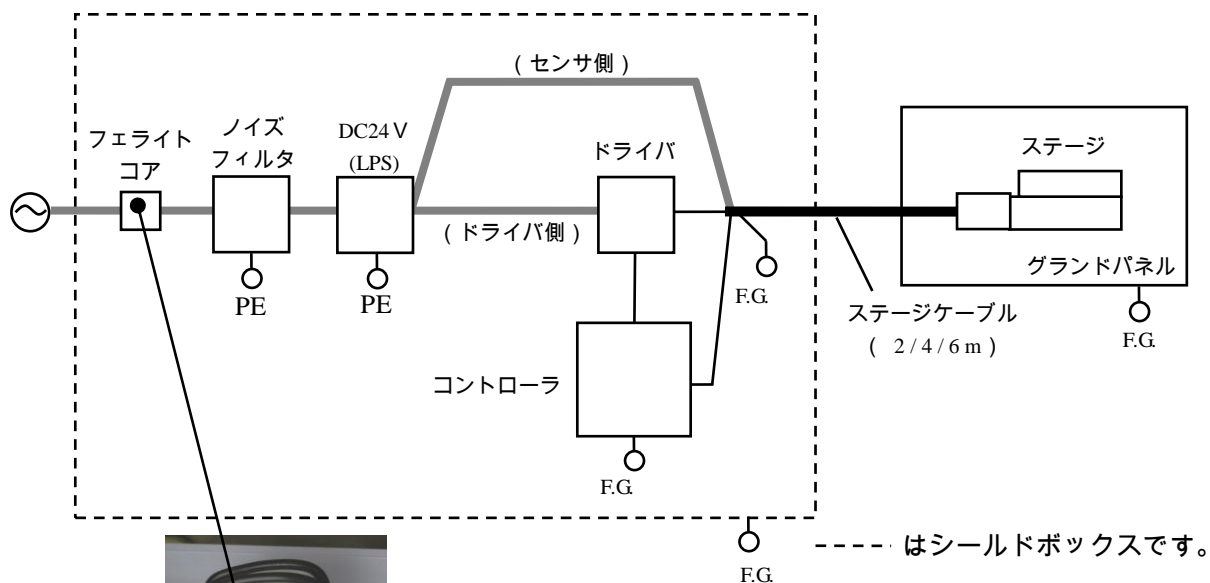 (センサ側)
フェライト
コア
ノイズ
フィルタ
DC24V
(LPS)
ドライバ
ステージ
(ドライバ側)
PE
PE
F.G.
グランドパネル
F.G.
ステージケーブル
( 2/4/6m )
コントローラ
F.G.
F.G.
---- はシールドボックスです。